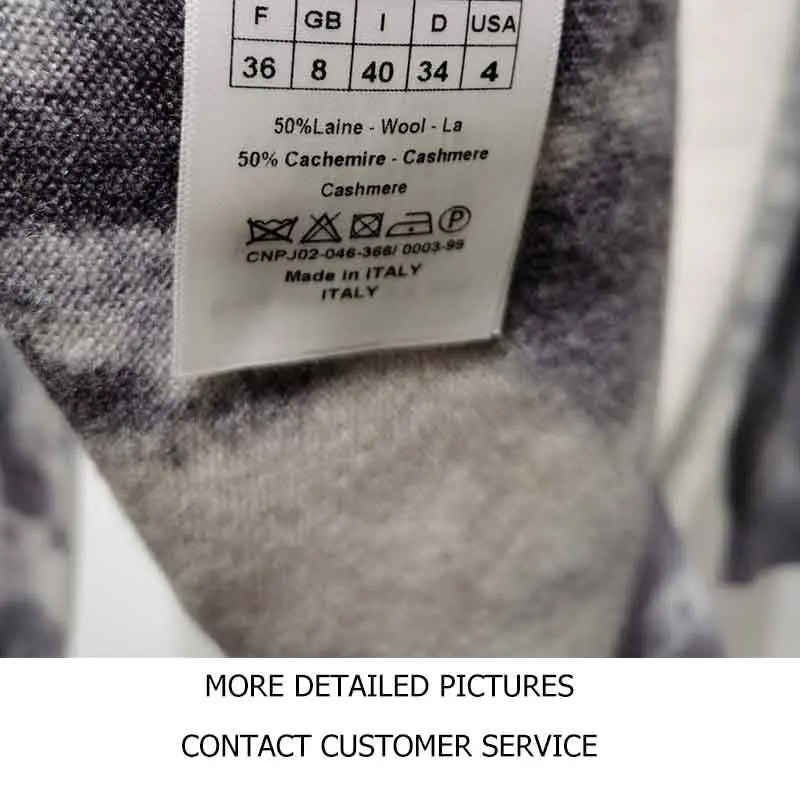 F GB I D USA
36 8 40 34 4
50%Laine - Wool - La
50% Cachemire - Cashmere
Cashmere
P
CNPJ02-046-366/ 0003-99
Made in ITALY
ITALY
MORE DETAILED PICTURES
CONTACT CUSTOMER SERVICE